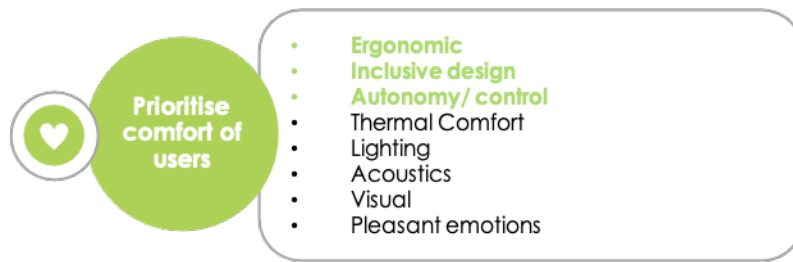 Prioritise
comfort of
users
• Ergonomic
• Inclusive design
• Autonomy/ control
• Thermal Comfort
• Lighting
• Acoustics
• Visual
• Pleasant emotions